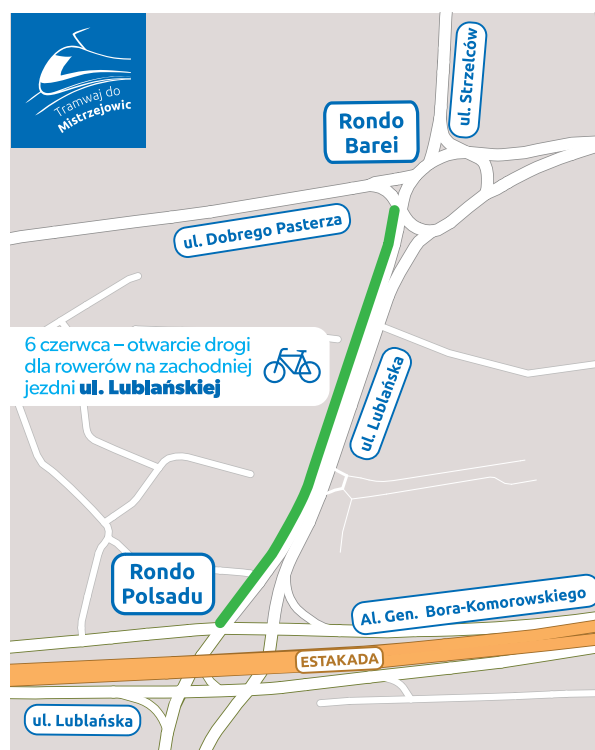 Tramwaj do
Mistrzejowic
ul. Strzelców
Rondo
Barei
ul. Dobrego Pasterza
6 czerwca – otwarcie drogi
dla rowerów na zachodniej
jezdni ul. Lublańskiej
ul. Lublańska
Rondo
Polsadu
Al. Gen. Bora-Komorowskiego
ESTAKADA
ul. Lublańska